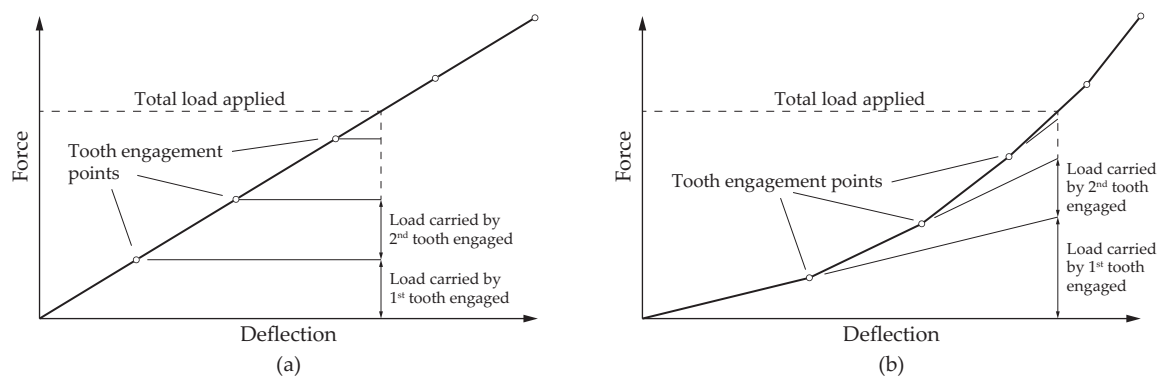 Force
Total load applied
Tooth engagement
points
Load carried by
2nd tooth engaged
Load carried by
1st tooth engaged
Deflection
(a)
Force
Total load applied
Tooth engagement points
Load carried
by 2nd tooth
engaged
Load carried
by 1st tooth
engaged
Deflection
(b)